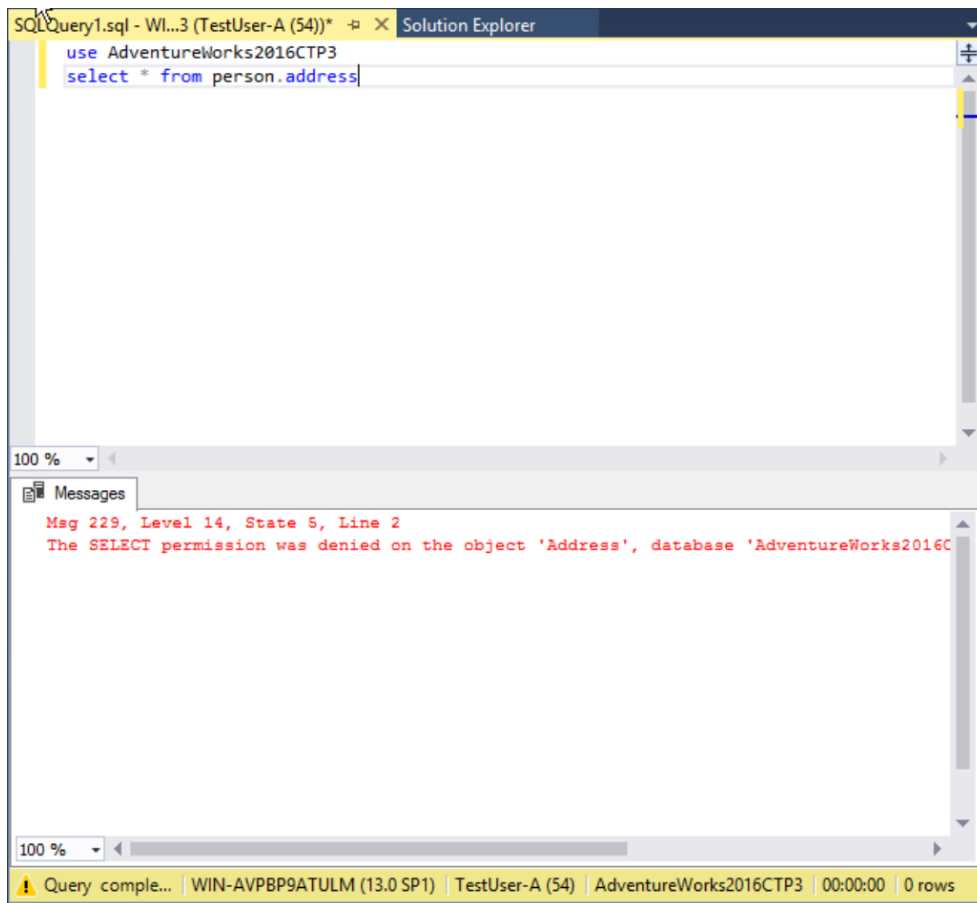 SQLQuery1.sql - WI...3 (TestUser-A (54))* Solution Explorer
use AdventureWorks2016CTP3
select * from person.address
100 %
Messages
Msg 229, Level 14, State 5, Line 2
The SELECT permission was denied on the object 'Address', database 'AdventureWorks2016C
100 %
Query comple... WIN-AVPBP9ATULM (13.0 SP1) TestUser-A (54) AdventureWorks2016CTP3 00:00:00 0 rows